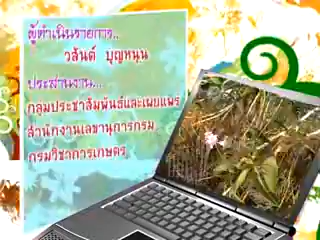 ผู้ดำเนินรายการ..
วสันต์ บุญหนุน
ประสานงาน...
กลุ่มประชาสัมพันธ์และเผยแพร่
สำนักงานเลขานุการกรม
กรมวิชาการเกษตร